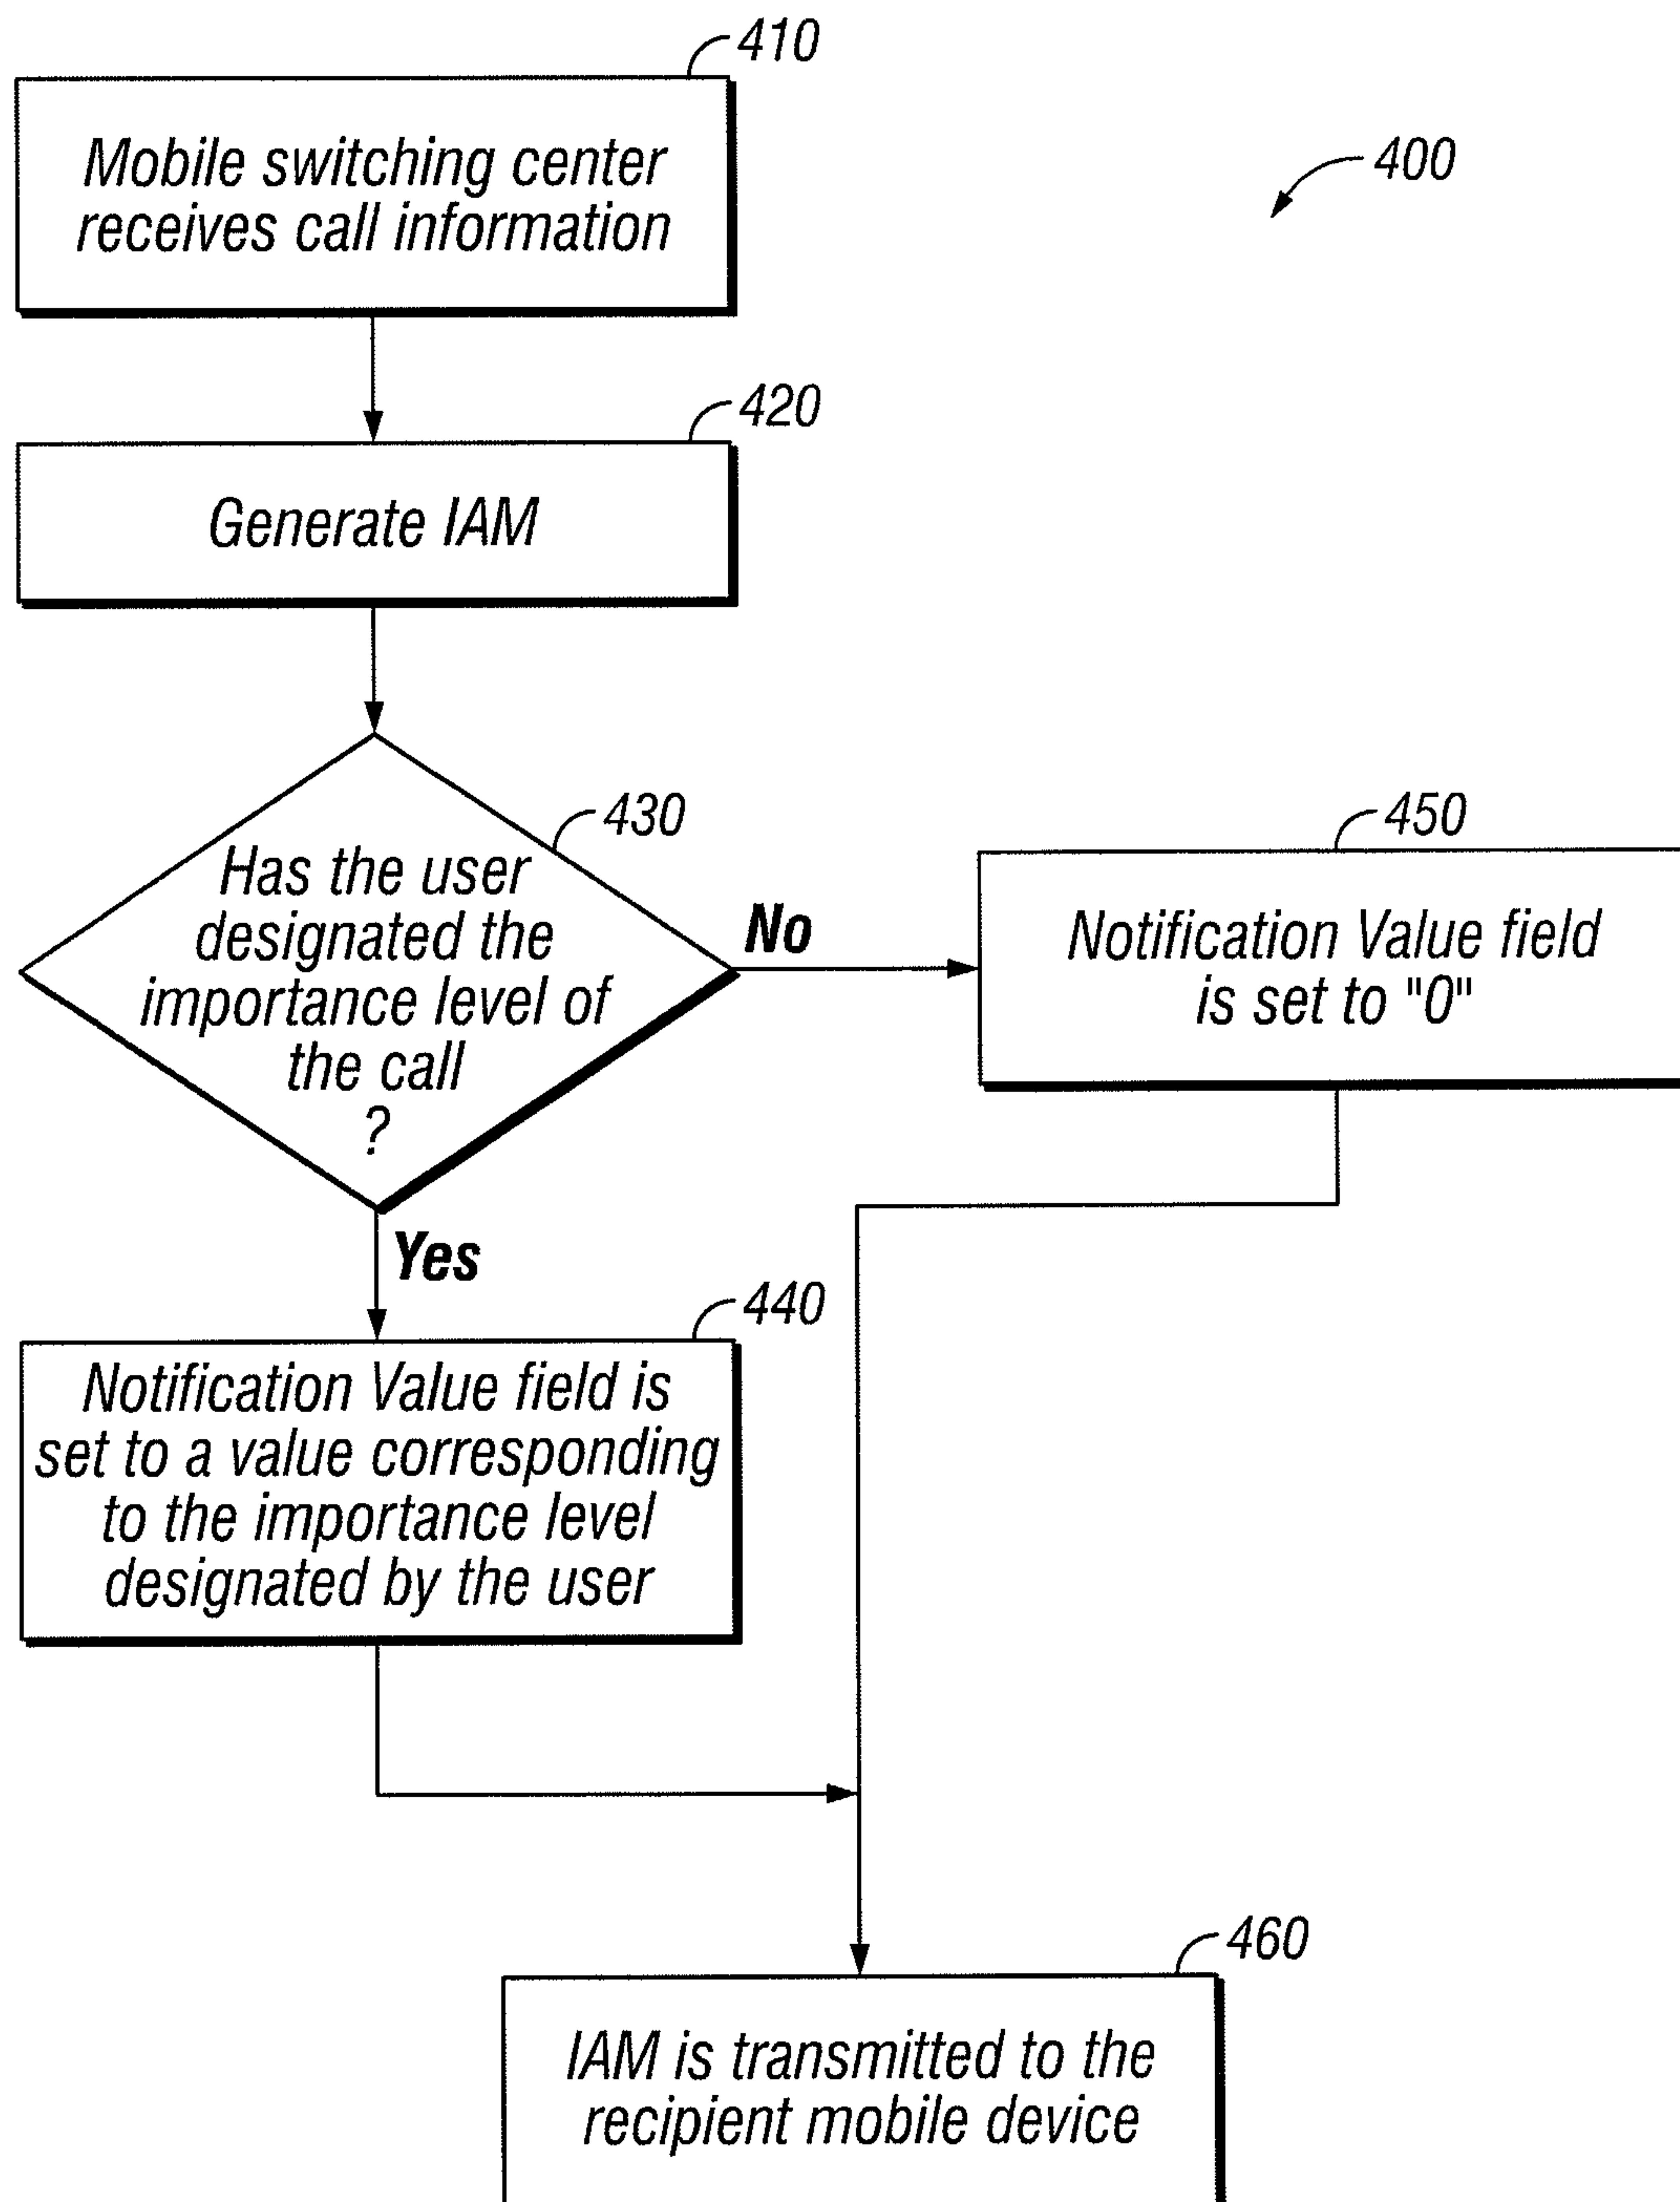 410
Mobile switching center
receives call information
400
420
Generate IAM
430
Has the user
designated the
importance level of
the call
?
No
450
Notification Value field
is set to "0"
Yes
440
Notification Value field is
set to a value corresponding
to the importance level
designated by the user
460
IAM is transmitted to the
recipient mobile device